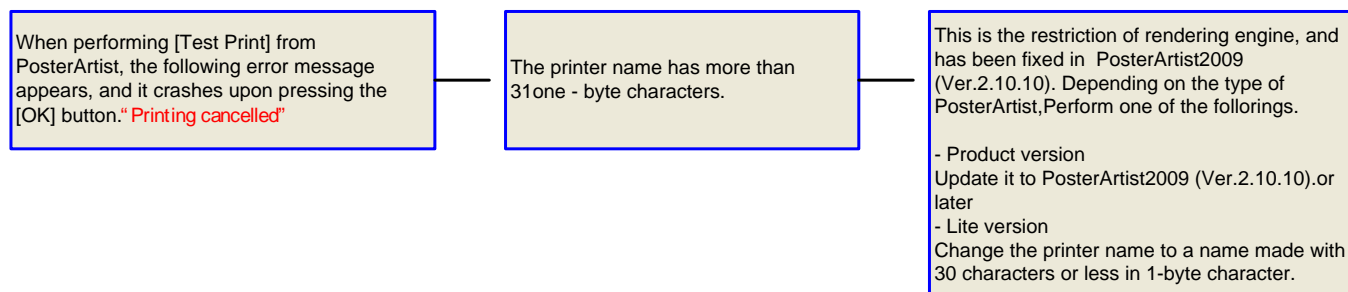 When performing [Test Print] from
PosterArtist, the following error message
appears, and it crashes upon pressing the
[OK] button.“ Printing cancelled”
The printer name has more than
31one - byte characters.
This is the restriction of rendering engine, and
has been fixed in  PosterArtist2009
(Ver.2.10.10). Depending on the type of
PosterArtist,Perform one of the follorings.
- Product version
Update it to PosterArtist2009 (Ver.2.10.10).or
later
- Lite version
Change the printer name to a name made with
30 characters or less in 1-byte character.